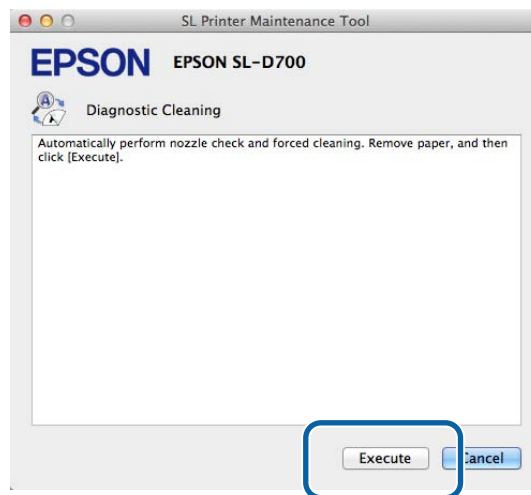 SL Printer Maintenance Tool
EPSON EPSON SL-D700
Diagnostic Cleaning
Automatically perform nozzle check and forced cleaning. Remove paper, and then
click [Execute].
Execute Cancel